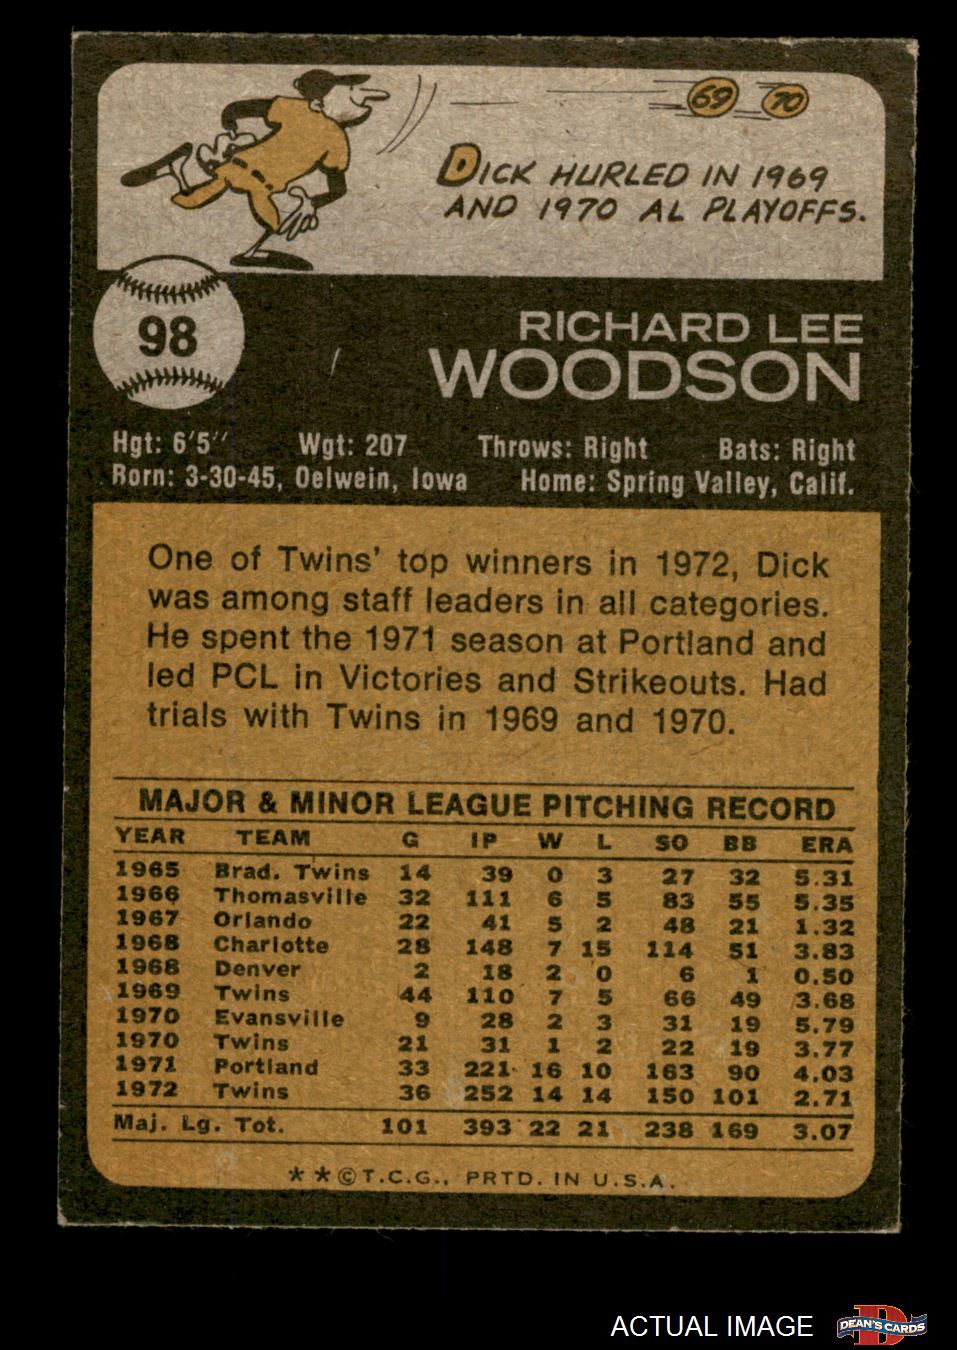 69 70
DICK HURLED IN 1969
AND 1970 AL PLAYOFFS.
98
RICHARD LEE
WOODSON
Hgt: 6'5" Wgt: 207 Throws: Right Bats: Right
Born: 3-30-45, Oelwein, Iowa Home: Spring Valley, Calif.
One of Twins' top winners in 1972, Dick
was among staff leaders in all categories.
He spent the 1971 season at Portland and
led PCL in Victories and Strikeouts. Had
trials with Twins in 1969 and 1970.
MAJOR & MINOR LEAGUE PITCHING RECORD
YEAR TEAM G IP W L SO BB ERA
1965 Brad. Twins 14 39 0 3 27 32 5.31
1966 Thomasville 32 111 6 5 83 55 5.35
1967 Orlando 22 41 5 2 48 21 1.32
1968 Charlotte 28 148 7 15 114 51 3.83
1968 Denver 2 18 2 0 6 1 0.50
1969 Twins 44 110 7 5 66 49 3.68
1970 Evansville 9 28 2 3 31 19 5.79
1970 Twins 21 31 1 2 22 19 3.77
1971 Portland 33 221 16 10 163 90 4.03
1972 Twins 36 252 14 14 150 101 2.71
Maj. Lg. Tot. 101 393 22 21 238 169 3.07
**©T.C.G., PRTD. IN U.S.A.
ACTUAL IMAGE DEAN'S CARDS